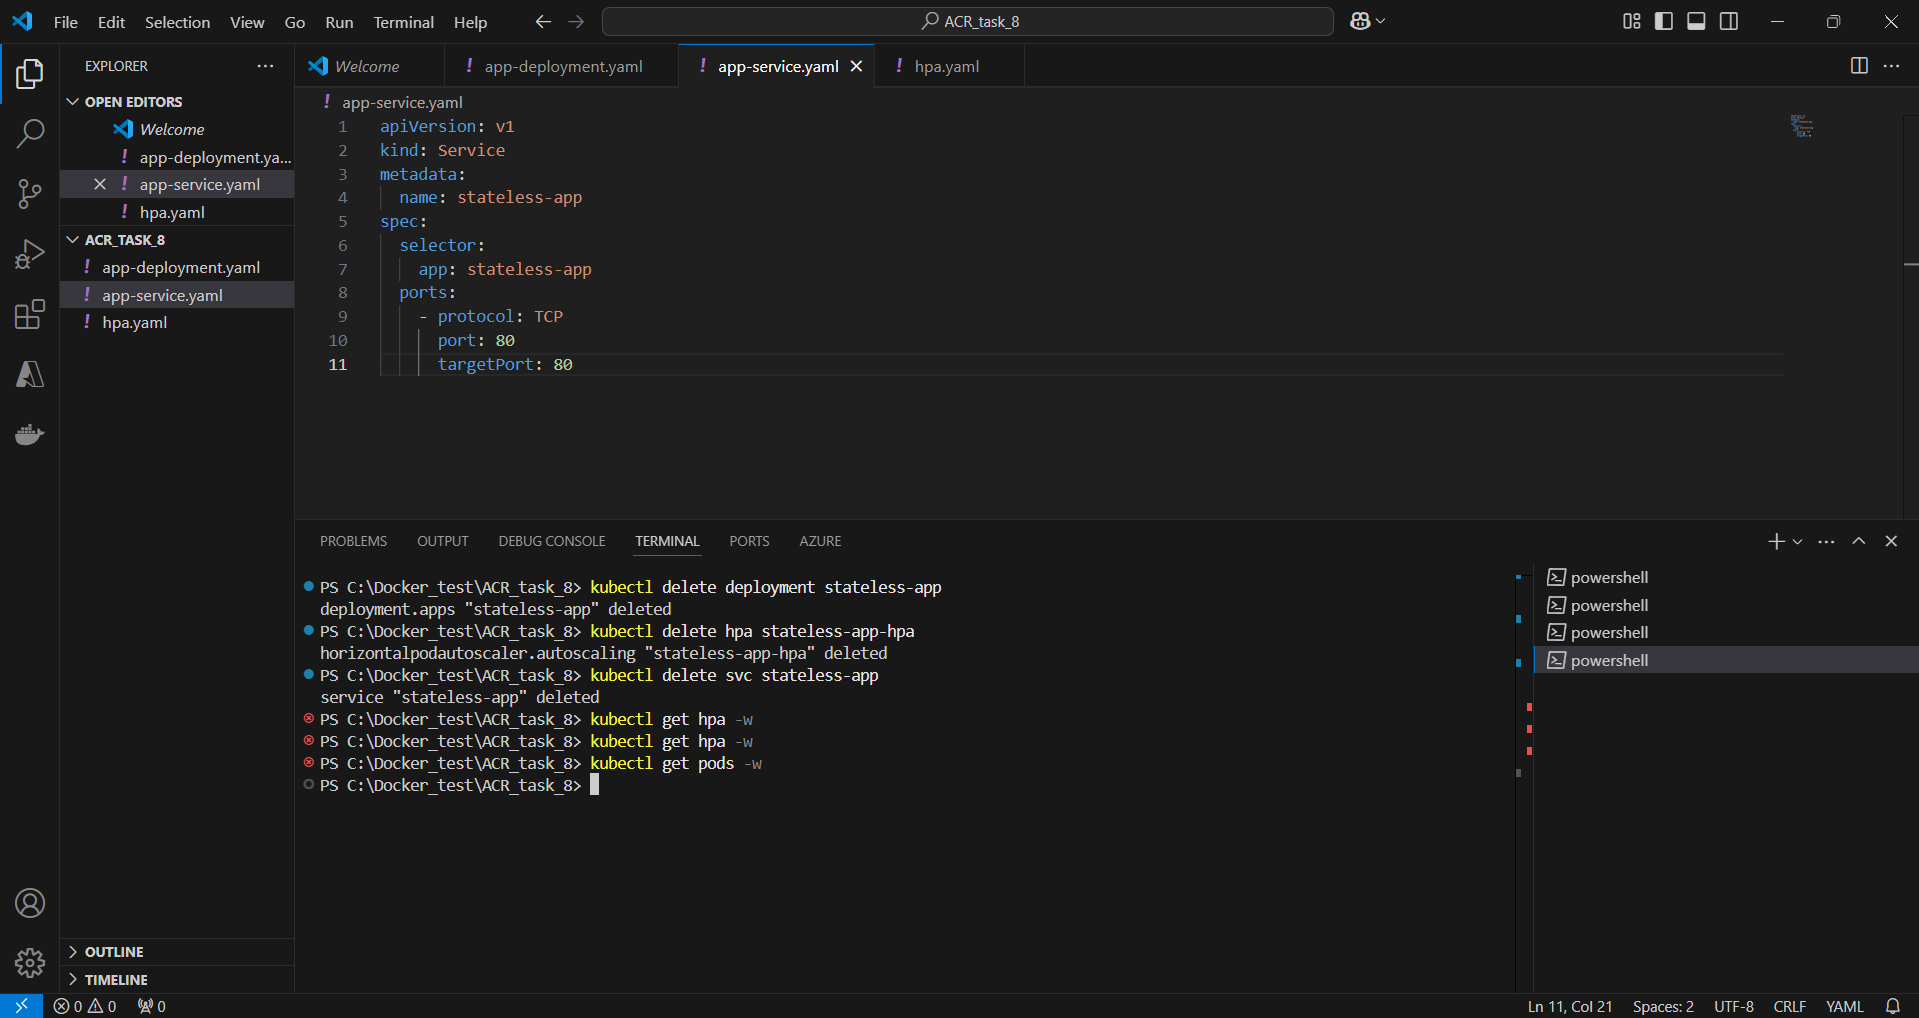 File Edit Selection View Go Run Terminal Help
ACR_task_8
EXPLORER
OPEN EDITORS
Welcome
app-deployment.ya...
app-service.yaml
hpa.yaml
ACR_TASK_8
app-deployment.yaml
app-service.yaml
hpa.yaml
OUTLINE
TIMELINE
Welcome
app-deployment.yaml
app-service.yaml
hpa.yaml
app-service.yaml
1 apiVersion: v1
2 kind: Service
3 metadata:
4 name: stateless-app
5 spec:
6 selector:
7 app: stateless-app
8 ports:
9 - protocol: TCP
10 port: 80
11 targetPort: 80
PROBLEMS OUTPUT DEBUG CONSOLE TERMINAL PORTS AZURE
PS C:\Docker_test\ACR_task_8> kubectl delete deployment stateless-app
deployment.apps "stateless-app" deleted
PS C:\Docker_test\ACR_task_8> kubectl delete hpa stateless-app-hpa
horizontalpodautoscaler.autoscaling "stateless-app-hpa" deleted
PS C:\Docker_test\ACR_task_8> kubectl delete svc stateless-app
service "stateless-app" deleted
PS C:\Docker_test\ACR_task_8> kubectl get hpa -w
PS C:\Docker_test\ACR_task_8> kubectl get hpa -w
PS C:\Docker_test\ACR_task_8> kubectl get pods -w
PS C:\Docker_test\ACR_task_8>
powershell
powershell
powershell
powershell
0 0 0
Ln 11, Col 21 Spaces: 2 UTF-8 CRLF YAML